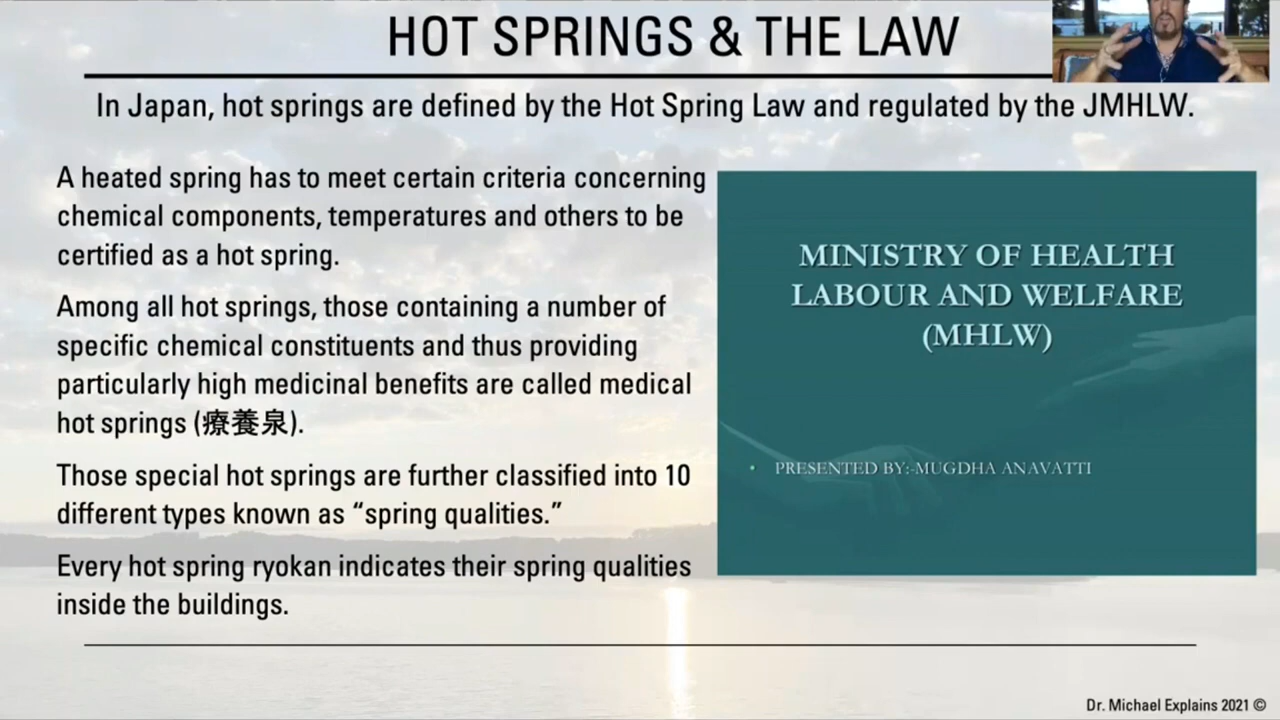 HOT SPRINGS & THE LAW
In Japan, hot springs are defined by the Hot Spring Law and regulated by the JMHLW.
A heated spring has to meet certain criteria concerning
chemical components, temperatures and others to be
certified as a hot spring.
Among all hot springs, those containing a number of
specific chemical constituents and thus providing
particularly high medicinal benefits are called medical
hot springs (療養泉).
Those special hot springs are further classified into 10
different types known as “spring qualities.”
Every hot spring ryokan indicates their spring qualities
inside the buildings.
MINISTRY OF HEALTH
LABOUR AND WELFARE
(MHLW)
• PRESENTED BY:-MUGDHA ANAVATTI
Dr. Michael Explains 2021 ©